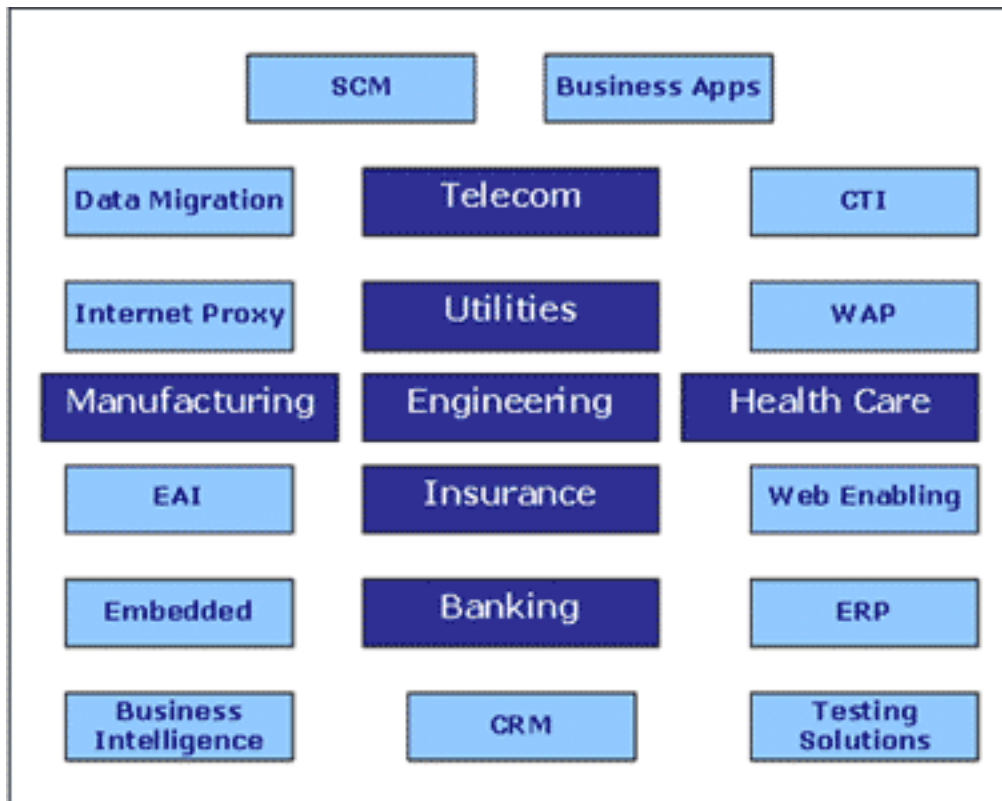 SCM
Business Apps
Data Migration
Telecom
CTI
Internet Proxy
Utilities
WAP
Manufacturing
Engineering
Health Care
EAI
Insurance
Web Enabling
Embedded
Banking
ERP
Business
Intelligence
CRM
Testing
Solutions